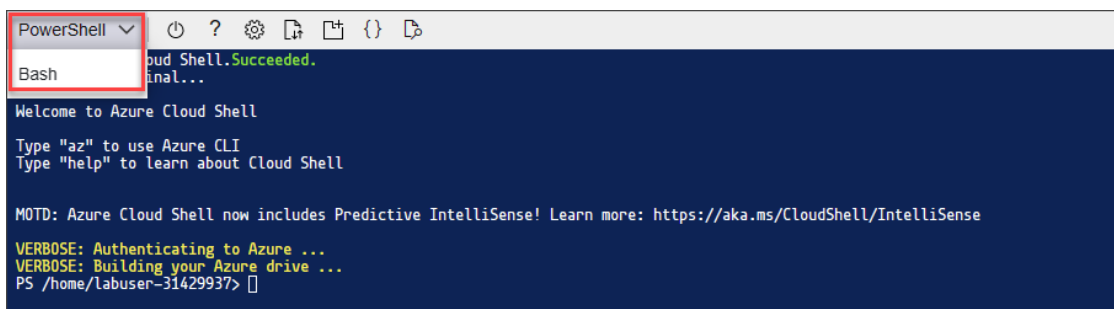 PowerShell
?
{}
Bash
oud Shell.Succeeded.
inal...
Welcome to Azure Cloud Shell
Type "az" to use Azure CLI
Type "help" to learn about Cloud Shell
MOTD: Azure Cloud Shell now includes Predictive IntelliSense! Learn more: https://aka.ms/CloudShell/IntelliSense
VERBOSE: Authenticating to Azure ...
VERBOSE: Building your Azure drive ...
PS /home/labuser-31429937>